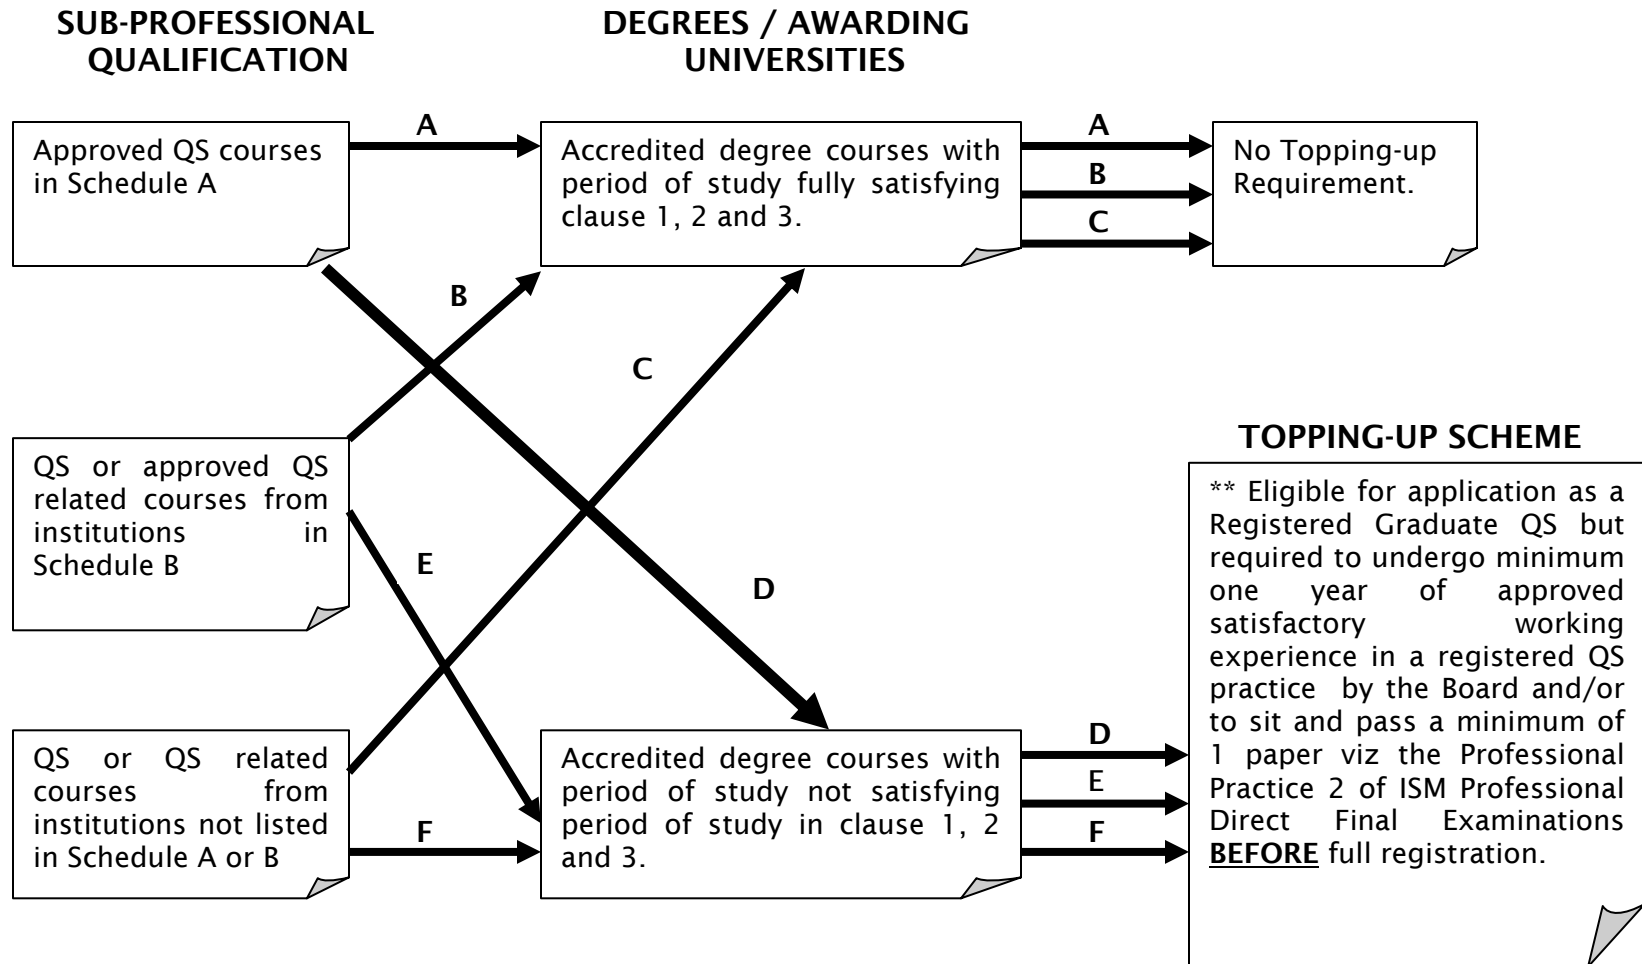 SUB-PROFESSIONAL
QUALIFICATION
DEGREES / AWARDING
UNIVERSITIES
Approved QS courses
in Schedule A
A
Accredited degree courses with
period of study fully satisfying
clause 1, 2 and 3.
A
B
C
No Topping-up
Requirement.
B
C
QS or approved QS
related courses from
institutions in
Schedule B
E
D
TOPPING-UP SCHEME
** Eligible for application as a
Registered Graduate QS but
required to undergo minimum
one year of approved
satisfactory working
experience in a registered QS
practice by the Board and/or
to sit and pass a minimum of
1 paper viz the Professional
Practice 2 of ISM Professional
Direct Final Examinations
BEFORE full registration.
QS or QS related
courses from
institutions not listed
in Schedule A or B
F
Accredited degree courses with
period of study not satisfying
period of study in clause 1, 2
and 3.
D
E
F